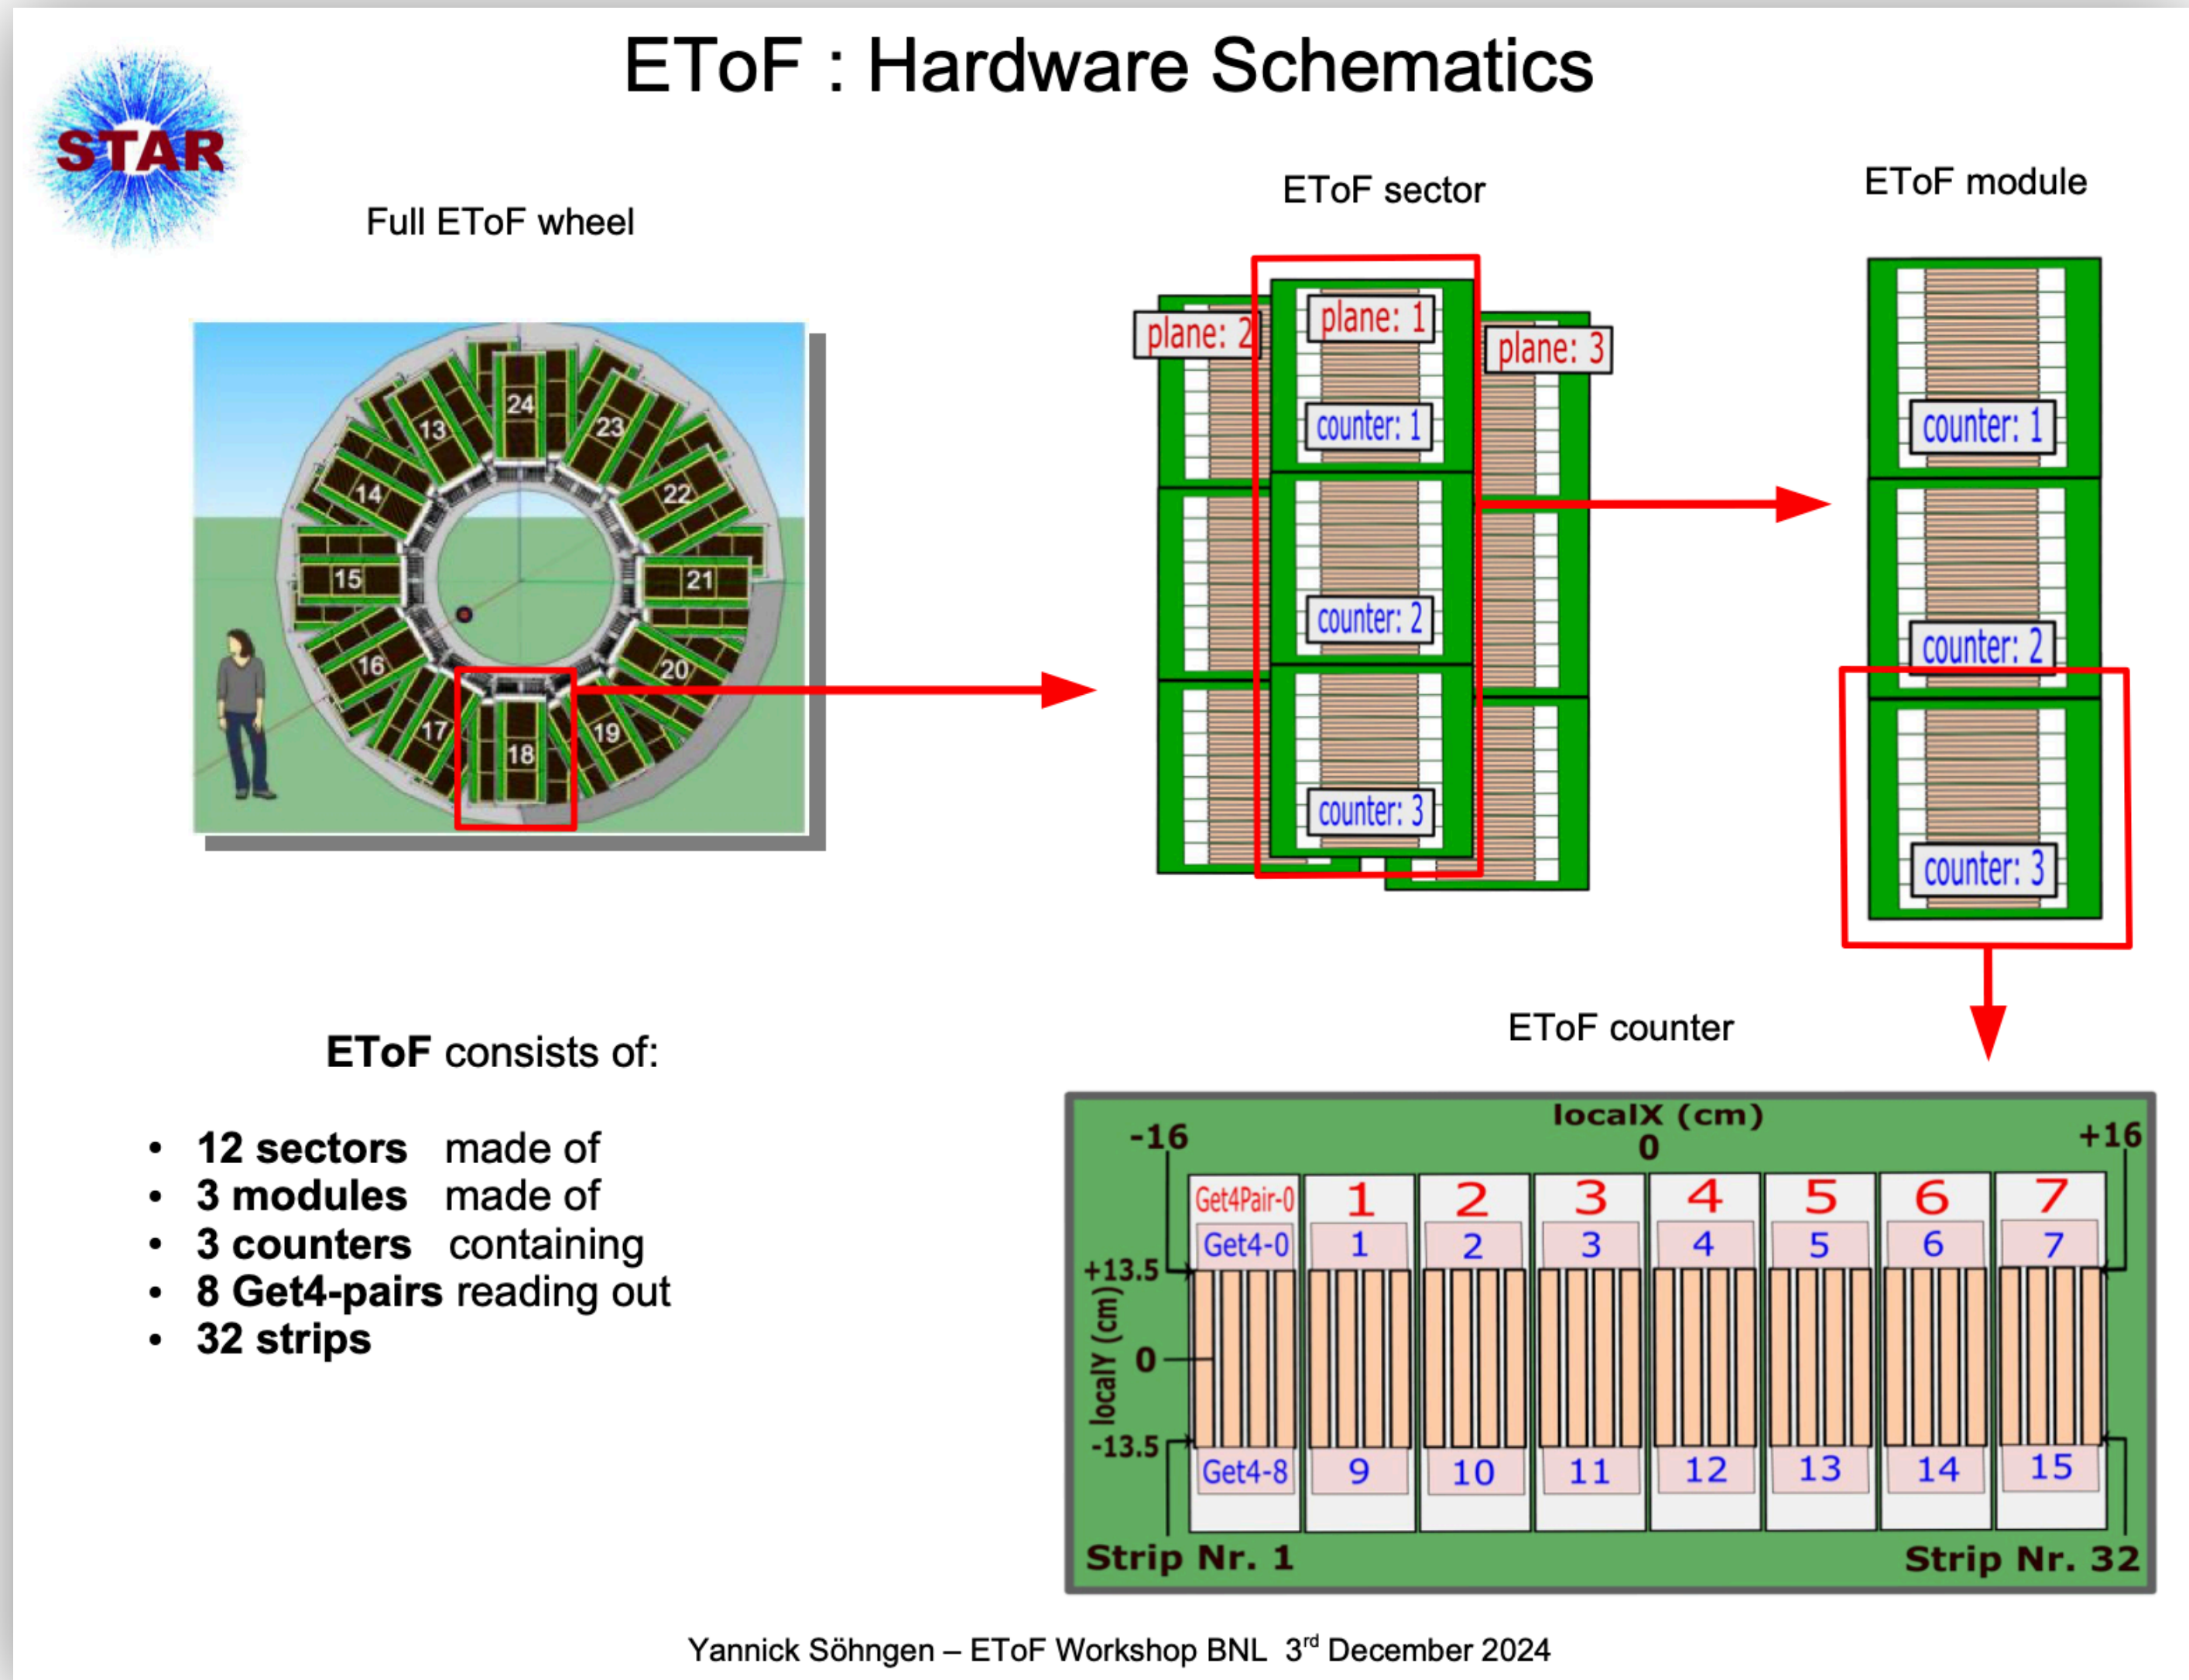 EToF : Hardware Schematics
STAR
Full EToF wheel
EToF sector
EToF module
24
13
23
14
22
15
21
16
20
17
19
18
plane: 2
plane: 1
plane: 3
counter: 1
counter: 2
counter: 3
counter: 1
counter: 2
counter: 3
EToF consists of:
• 12 sectors made of
• 3 modules made of
• 3 counters containing
• 8 Get4-pairs reading out
• 32 strips
EToF counter
localX (cm)
-16 0 +16
Get4Pair-0 1 2 3 4 5 6 7
Get4-0 1 2 3 4 5 6 7
+13.5
localY (cm)
0
-13.5
Get4-8 9 10 11 12 13 14 15
Strip Nr. 1 Strip Nr. 32
Yannick Söhngen – EToF Workshop BNL 3rd December 2024